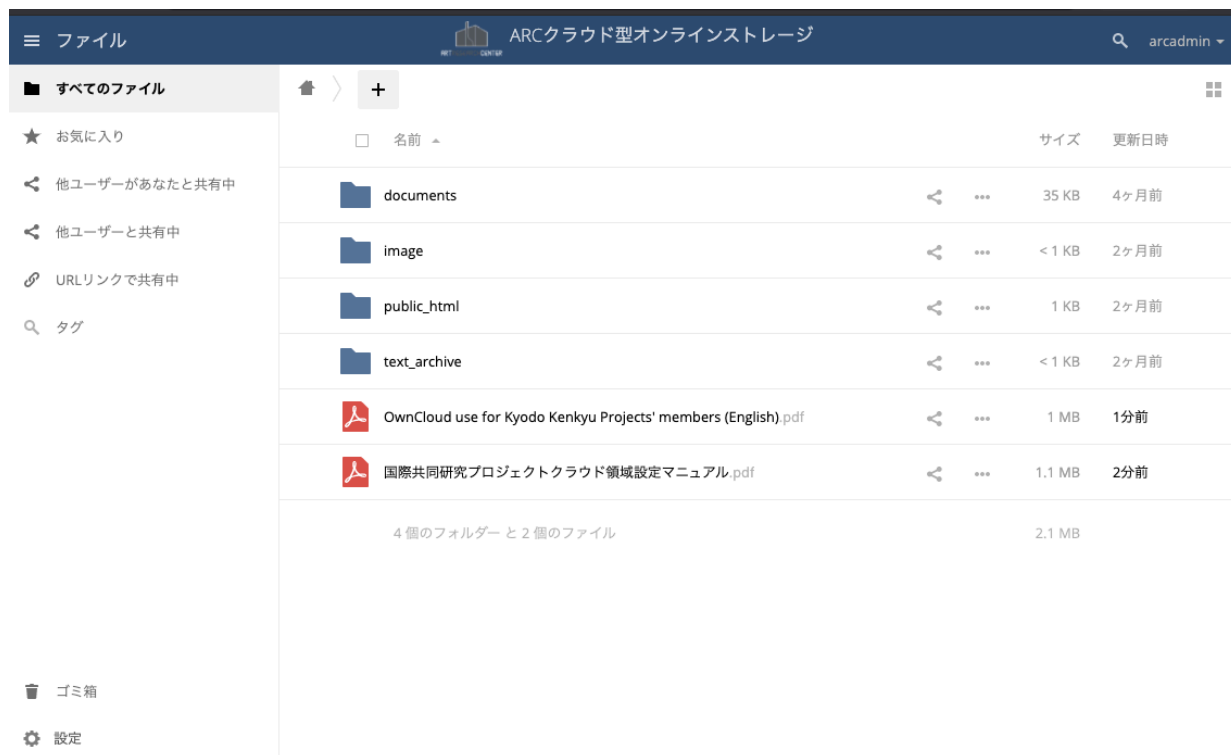 ファイル
ART CENTER
ARCクラウド型オンラインストレージ
arcadmin
すべてのファイル
お気に入り
他ユーザーがあなたと共有中
他ユーザーと共有中
URLリンクで共有中
タグ
ゴミ箱
設定
+
名前 サイズ 更新日時
documents ••• 35 KB 4ヶ月前
image ••• < 1 KB 2ヶ月前
public_html ••• 1 KB 2ヶ月前
text_archive ••• < 1 KB 2ヶ月前
OwnCloud use for Kyodo Kenkyu Projects' members (English).pdf ••• 1 MB 1分前
国際共同研究プロジェクトクラウド領域設定マニュアル.pdf ••• 1.1 MB 2分前
4 個のフォルダー と 2 個のファイル 2.1 MB